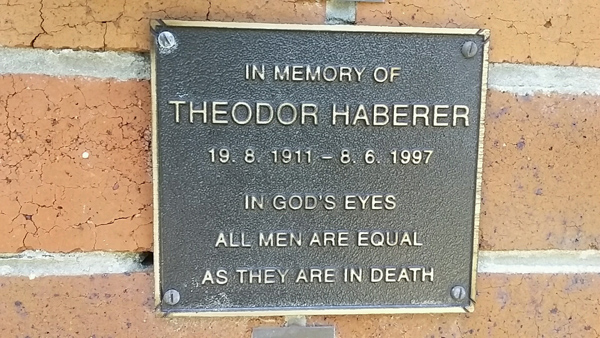 IN MEMORY OF
THEODOR HABERER
19. 8. 1911 – 8. 6. 1997
IN GOD'S EYES
ALL MEN ARE EQUAL
AS THEY ARE IN DEATH